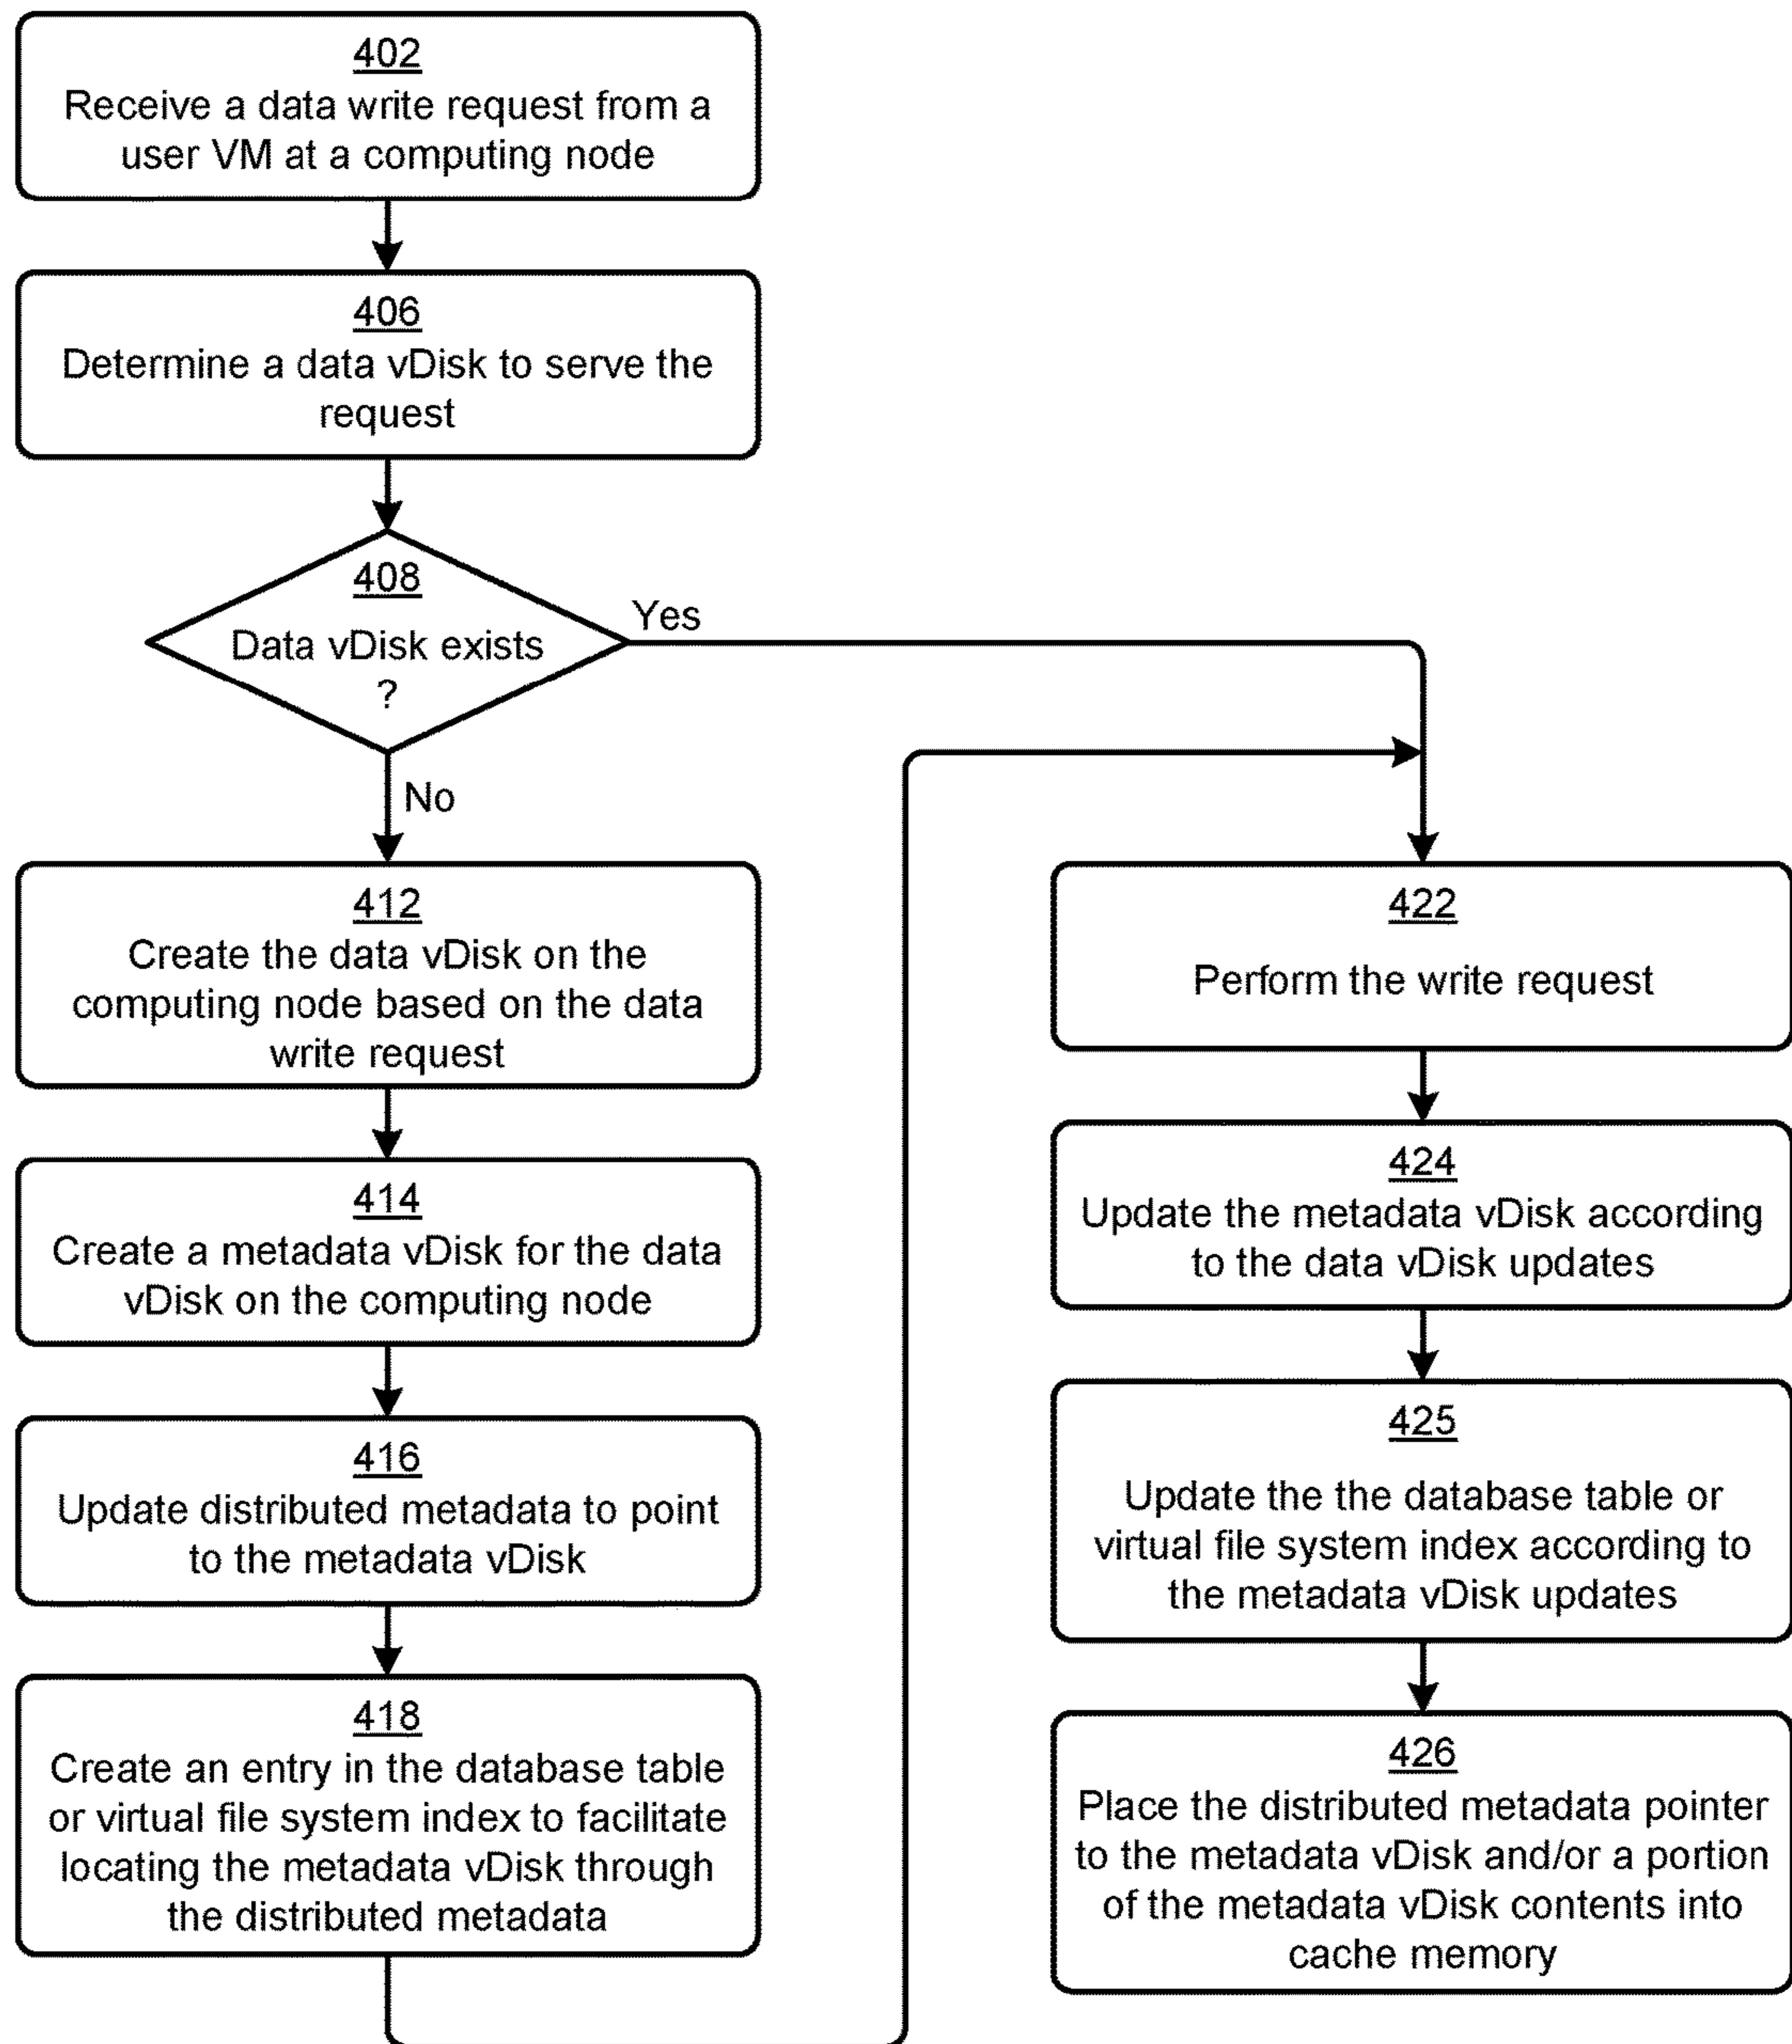 402
Receive a data write request from a
user VM at a computing node
406
Determine a data vDisk to serve the
request
408
Data vDisk exists
?
Yes
No
412
Create the data vDisk on the
computing node based on the data
write request
414
Create a metadata vDisk for the data
vDisk on the computing node
416
Update distributed metadata to point
to the metadata vDisk
418
Create an entry in the database table
or virtual file system index to facilitate
locating the metadata vDisk through
the distributed metadata
422
Perform the write request
424
Update the metadata vDisk according
to the data vDisk updates
425
Update the the database table or
virtual file system index according to
the metadata vDisk updates
426
Place the distributed metadata pointer
to the metadata vDisk and/or a portion
of the metadata vDisk contents into
cache memory